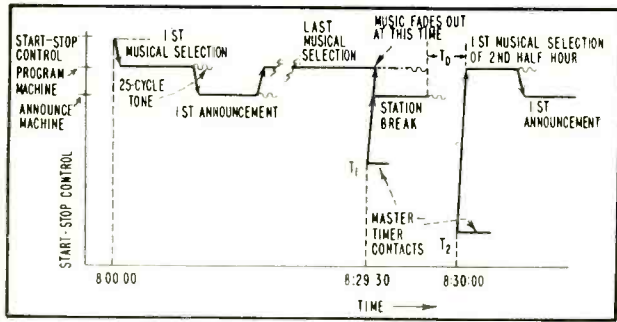 START-STOP CONTROL
PROGRAM MACHINE
ANNOUNCE MACHINE
START-STOP CONTROL
1ST
MUSICAL SELECTION
25-CYCLE
TONE
1ST ANNOUNCEMENT
LAST
MUSICAL
SELECTION
MUSIC FADES OUT
AT THIS TIME
T_D
1ST MUSICAL SELECTION
OF 2ND HALF HOUR
STATION
BREAK
1ST
ANNOUNCEMENT
T1
MASTER
TIMER
CONTACTS
T2
8:00:00
8:29:30
8:30:00
TIME